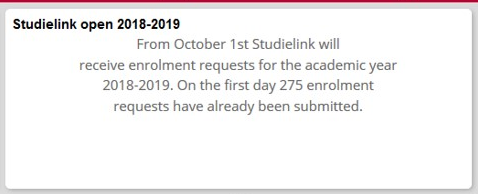 Studielink open 2018-2019
From October 1st Studielink will
receive enrolment requests for the academic year
2018-2019. On the first day 275 enrolment
requests have already been submitted.